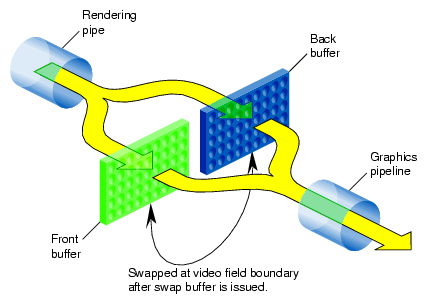 Rendering
pipe
Back
buffer
Graphics
pipeline
Front
buffer
Swapped at video field boundary
after swap buffer is issued.